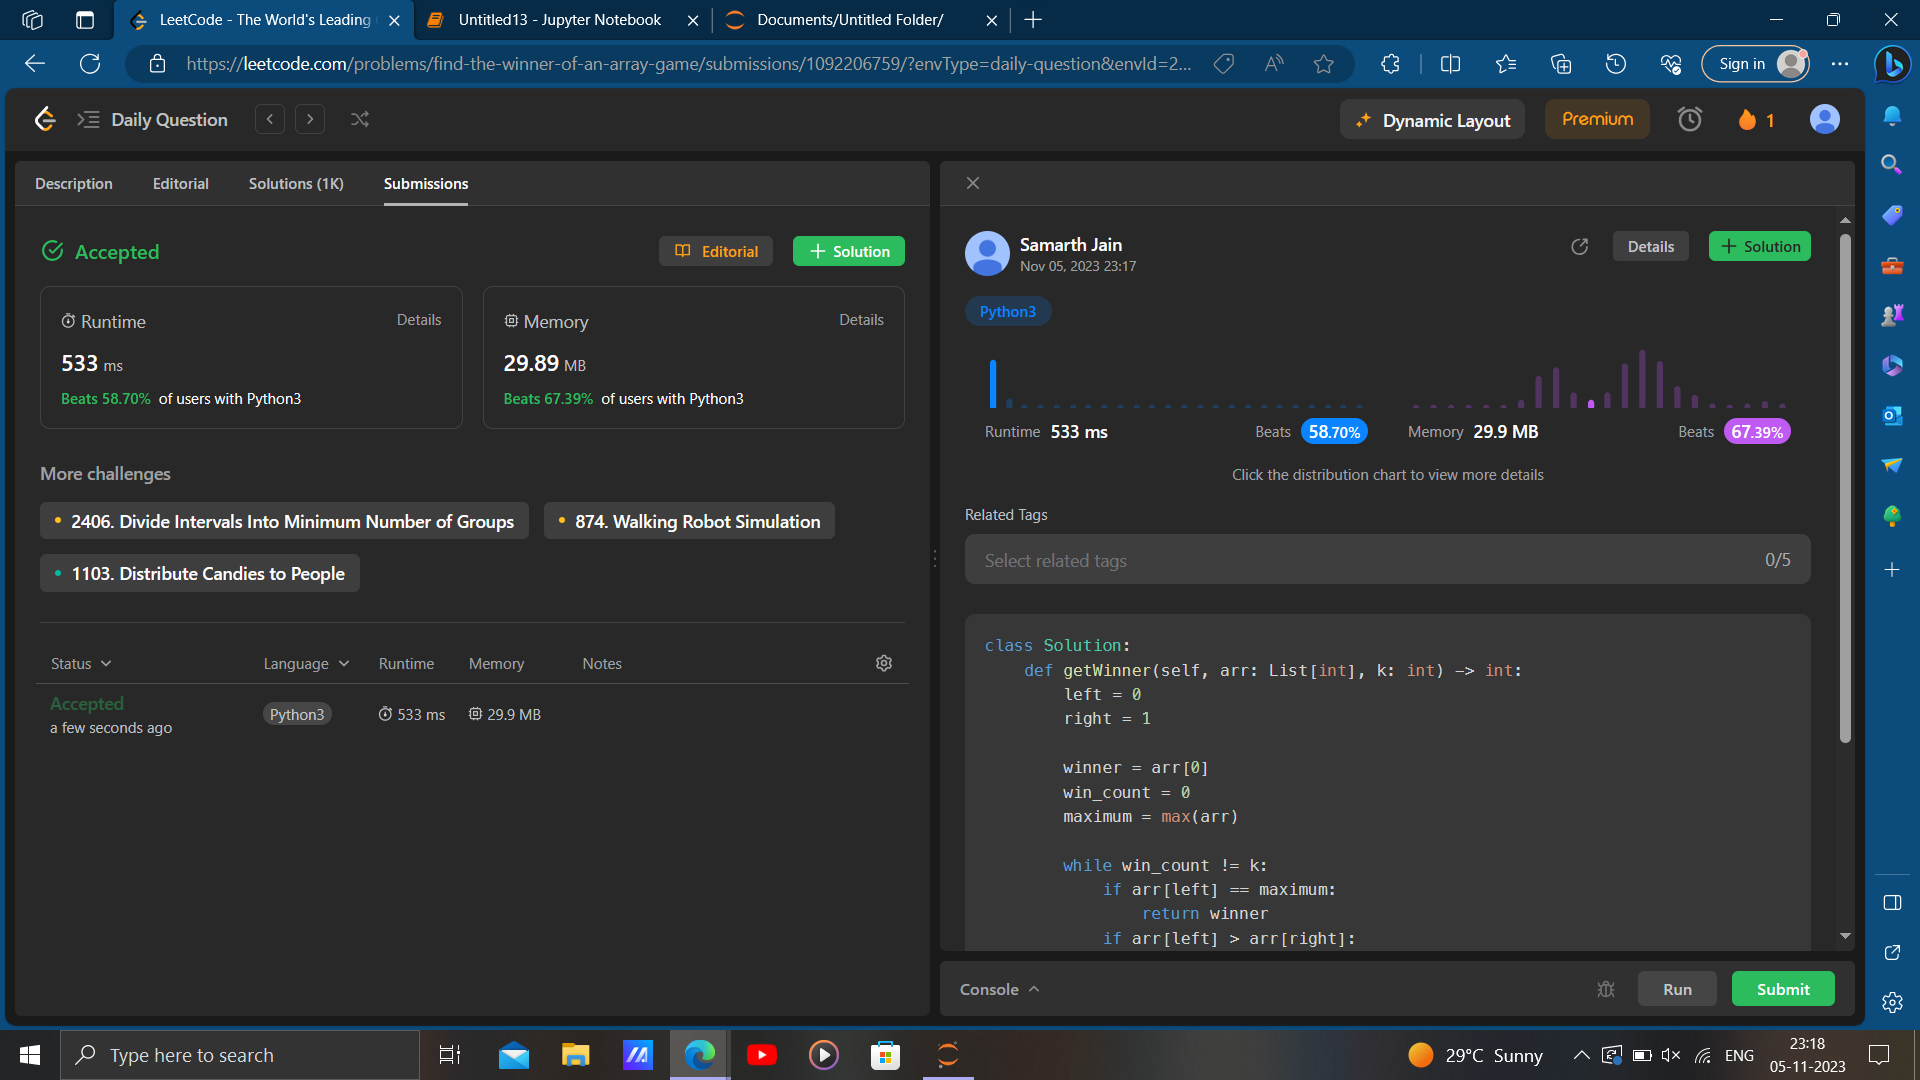 LeetCode - The World's Leading
Untitled13 - Jupyter Notebook
Documents/Untitled Folder/
https://leetcode.com/problems/find-the-winner-of-an-array-game/submissions/1092206759/?envType=daily-question&envId=2...
Sign in
Daily Question
Dynamic Layout
Premium
1
Description
Editorial
Solutions (1K)
Submissions
Accepted
Editorial
Solution
Runtime
Details
533 ms
Beats 58.70% of users with Python3
Memory
Details
29.89 MB
Beats 67.39% of users with Python3
More challenges
2406. Divide Intervals Into Minimum Number of Groups
874. Walking Robot Simulation
1103. Distribute Candies to People
Status
Language
Runtime
Memory
Notes
Accepted
a few seconds ago
Python3
533 ms
29.9 MB
Samarth Jain
Nov 05, 2023 23:17
Details
Solution
Python3
Runtime 533 ms
Beats 58.70%
Memory 29.9 MB
Beats 67.39%
Click the distribution chart to view more details
Related Tags
Select related tags
0/5
class Solution:
    def getWinner(self, arr: List[int], k: int) -> int:
        left = 0
        right = 1
        winner = arr[0]
        win_count = 0
        maximum = max(arr)
        while win_count != k:
            if arr[left] == maximum:
                return winner
            if arr[left] > arr[right]:
Console
Run
Submit
Type here to search
29°C Sunny
ENG
23:18
05-11-2023